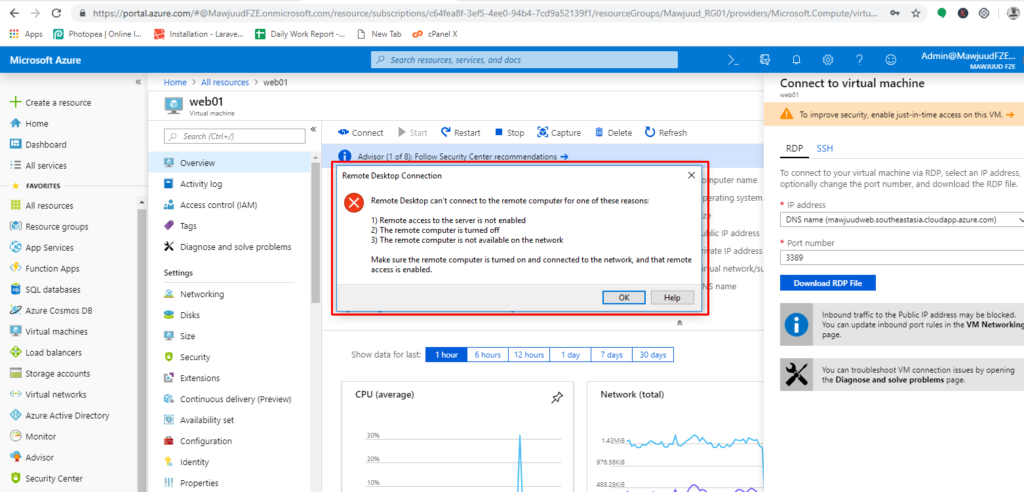 https://portal.azure.com/#@MawjuudFZE.onmicrosoft.com/resource/subscriptions/c64fea8f-3ef5-4ee0-94b4-7cd9a52139f1/resourceGroups/Mawjuud_RG01/providers/Microsoft.Compute/virtu...
Apps
Photopea | Online I...
Installation - Larave...
Daily Work Report - ...
New Tab
cPanel X
Microsoft Azure
Search resources, services, and docs
Admin@MawjuudFZE...
MAWJUUD FZE
Create a resource
Home
Dashboard
All services
FAVORITES
All resources
Resource groups
App Services
Function Apps
SQL databases
Azure Cosmos DB
Virtual machines
Load balancers
Storage accounts
Virtual networks
Azure Active Directory
Monitor
Advisor
Security Center
Home > All resources > web01
web01
Virtual machine
Search (Ctrl+/)
Overview
Activity log
Access control (IAM)
Tags
Diagnose and solve problems
Settings
Networking
Disks
Size
Security
Extensions
Continuous delivery (Preview)
Availability set
Configuration
Identity
Properties
Connect
Start
Restart
Stop
Capture
Delete
Refresh
Advisor (1 of 8): Follow Security Center recommendations
Remote Desktop Connection
Remote Desktop can't connect to the remote computer for one of these reasons:
1) Remote access to the server is not enabled
2) The remote computer is turned off
3) The remote computer is not available on the network
Make sure the remote computer is turned on and connected to the network, and that remote
access is enabled.
OK
Help
omputer name
perating system
ize
ublic IP address
rivate IP address
irtual network/su
NS name
Show data for last:
1 hour
6 hours
12 hours
1 day
7 days
30 days
CPU (average)
30%
20%
10%
Network (total)
1.43MiB
976.56KiB
488.28KiB
Connect to virtual machine
web01
To improve security, enable just-in-time access on this VM.
RDP
SSH
To connect to your virtual machine via RDP, select an IP address,
optionally change the port number, and download the RDP file.
* IP address
DNS name (mawjuudweb.southeastasia.cloudapp.azure.com)
* Port number
3389
Download RDP File
Inbound traffic to the Public IP address may be blocked.
You can update inbound port rules in the VM Networking
page.
You can troubleshoot VM connection issues by opening
the Diagnose and solve problems page.